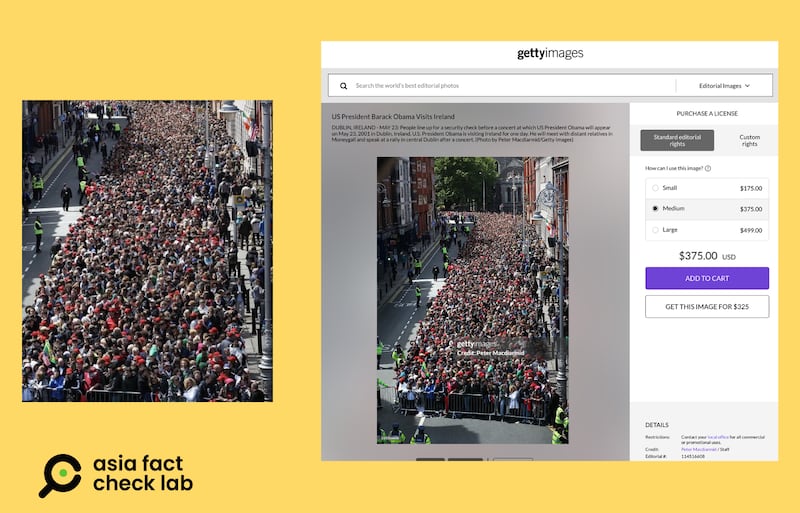 gettyimages
Search the world's best editorial photos
Editorial Images
US President Barack Obama Visits Ireland
DUBLIN, IRELAND - MAY 23: People line up for a security check before a concert at which US President Obama will appear
on May 23, 2001 in Dublin, Ireland. U.S. President Obama is visiting Ireland for one day. He will meet with distant relatives in
Moneygall and speak at a rally in central Dublin after a concert. (Photo by Peter Macdiarmid/Getty Images)
gettyimages
Credit: Peter Macdiarmid
PURCHASE A LICENSE
Standard editorial
rights
Custom
rights
How can I use this image?
Small $175.00
Medium $375.00
Large $499.00
$375.00 USD
ADD TO CART
GET THIS IMAGE FOR $325
DETAILS
Restrictions: Contact your local office for all commercial
or promotional uses.
Credit: Peter Macdiarmid / Staff
Editorial #: 114516608
asia fact
check lab